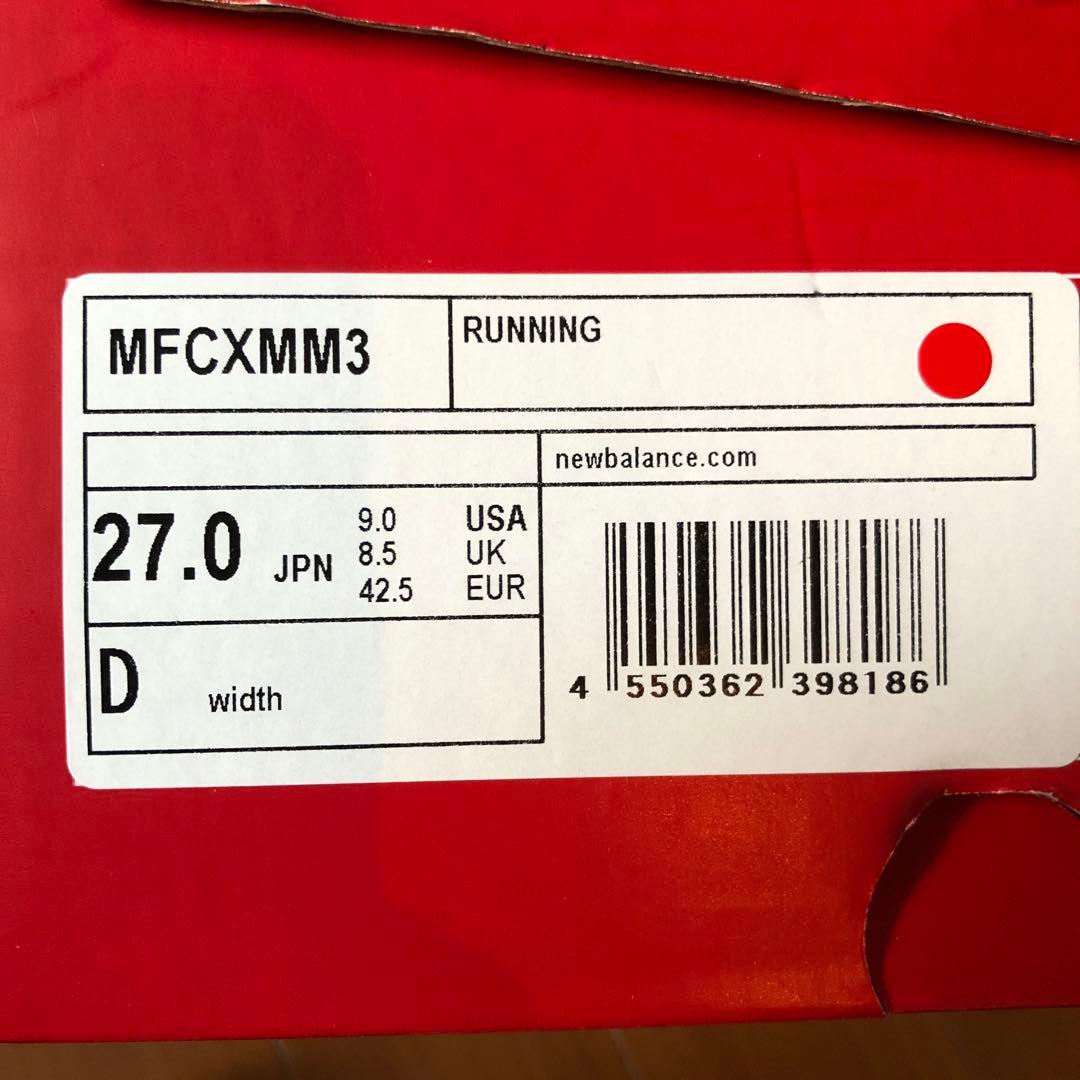 MFCXMM3
RUNNING
newbalance.com
27.0 JPN
9.0 USA
8.5 UK
42.5 EUR
D width
4 550362 398186